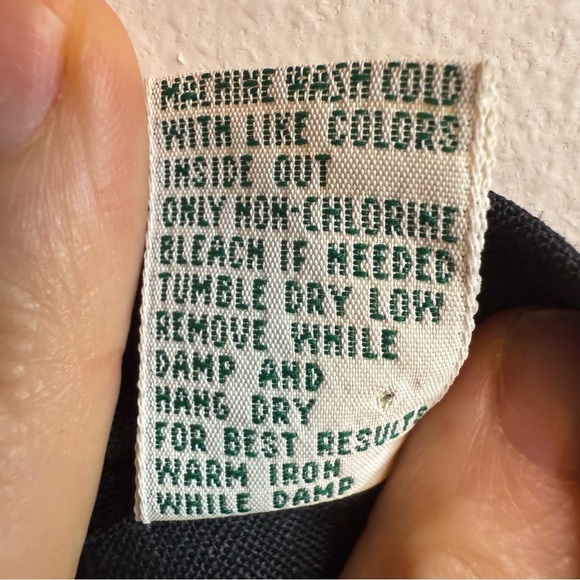 MACHINE WASH COLD
WITH LIKE COLORS
INSIDE OUT
ONLY NON-CHLORINE
BLEACH IF NEEDED
TUMBLE DRY LOW
REMOVE WHILE
DAMP AND
HANG DRY
FOR BEST RESULTS
WARM IRON
WHILE DAMP